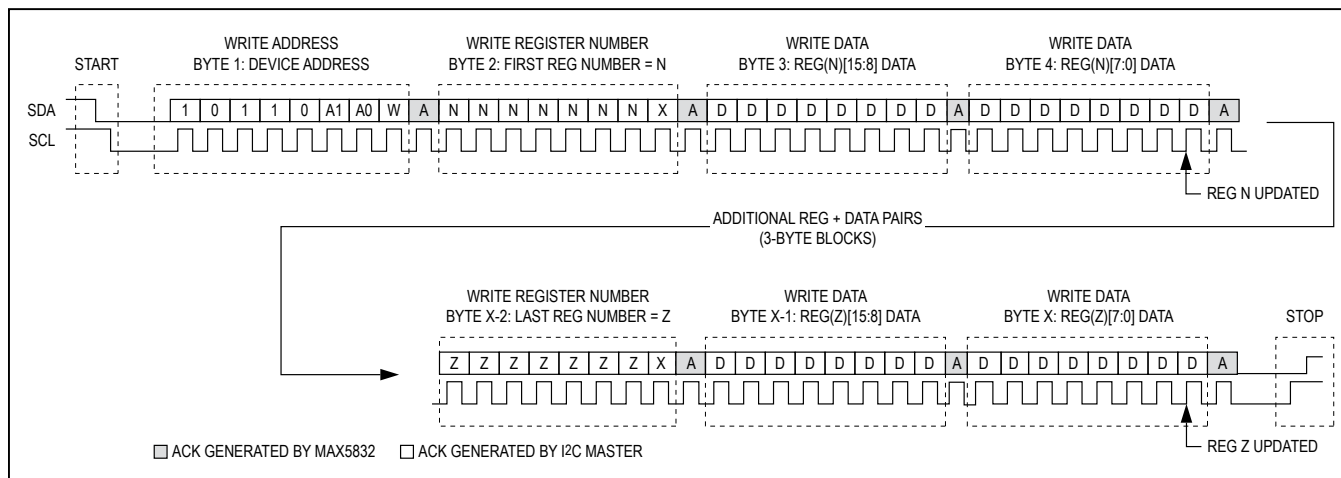 START
WRITE ADDRESS
BYTE 1: DEVICE ADDRESS
WRITE REGISTER NUMBER
BYTE 2: FIRST REG NUMBER = N
WRITE DATA
BYTE 3: REG(N)[15:8] DATA
WRITE DATA
BYTE 4: REG(N)[7:0] DATA
SDA
1 0 1 1 0 A1 A0 W A N N N N N N N X A D D D D D D D D A D D D D D D D D A
SCL
REG N UPDATED
ADDITIONAL REG + DATA PAIRS
(3-BYTE BLOCKS)
WRITE REGISTER NUMBER
BYTE X-2: LAST REG NUMBER = Z
WRITE DATA
BYTE X-1: REG(Z)[15:8] DATA
WRITE DATA
BYTE X: REG(Z)[7:0] DATA
STOP
Z Z Z Z Z Z Z X A D D D D D D D D A D D D D D D D D A
REG Z UPDATED
ACK GENERATED BY MAX5832 ACK GENERATED BY I2C MASTER